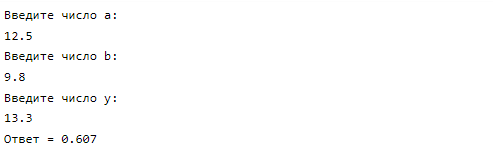 Введите число a:
12.5
Введите число b:
9.8
Введите число y:
13.3
Ответ = 0.607